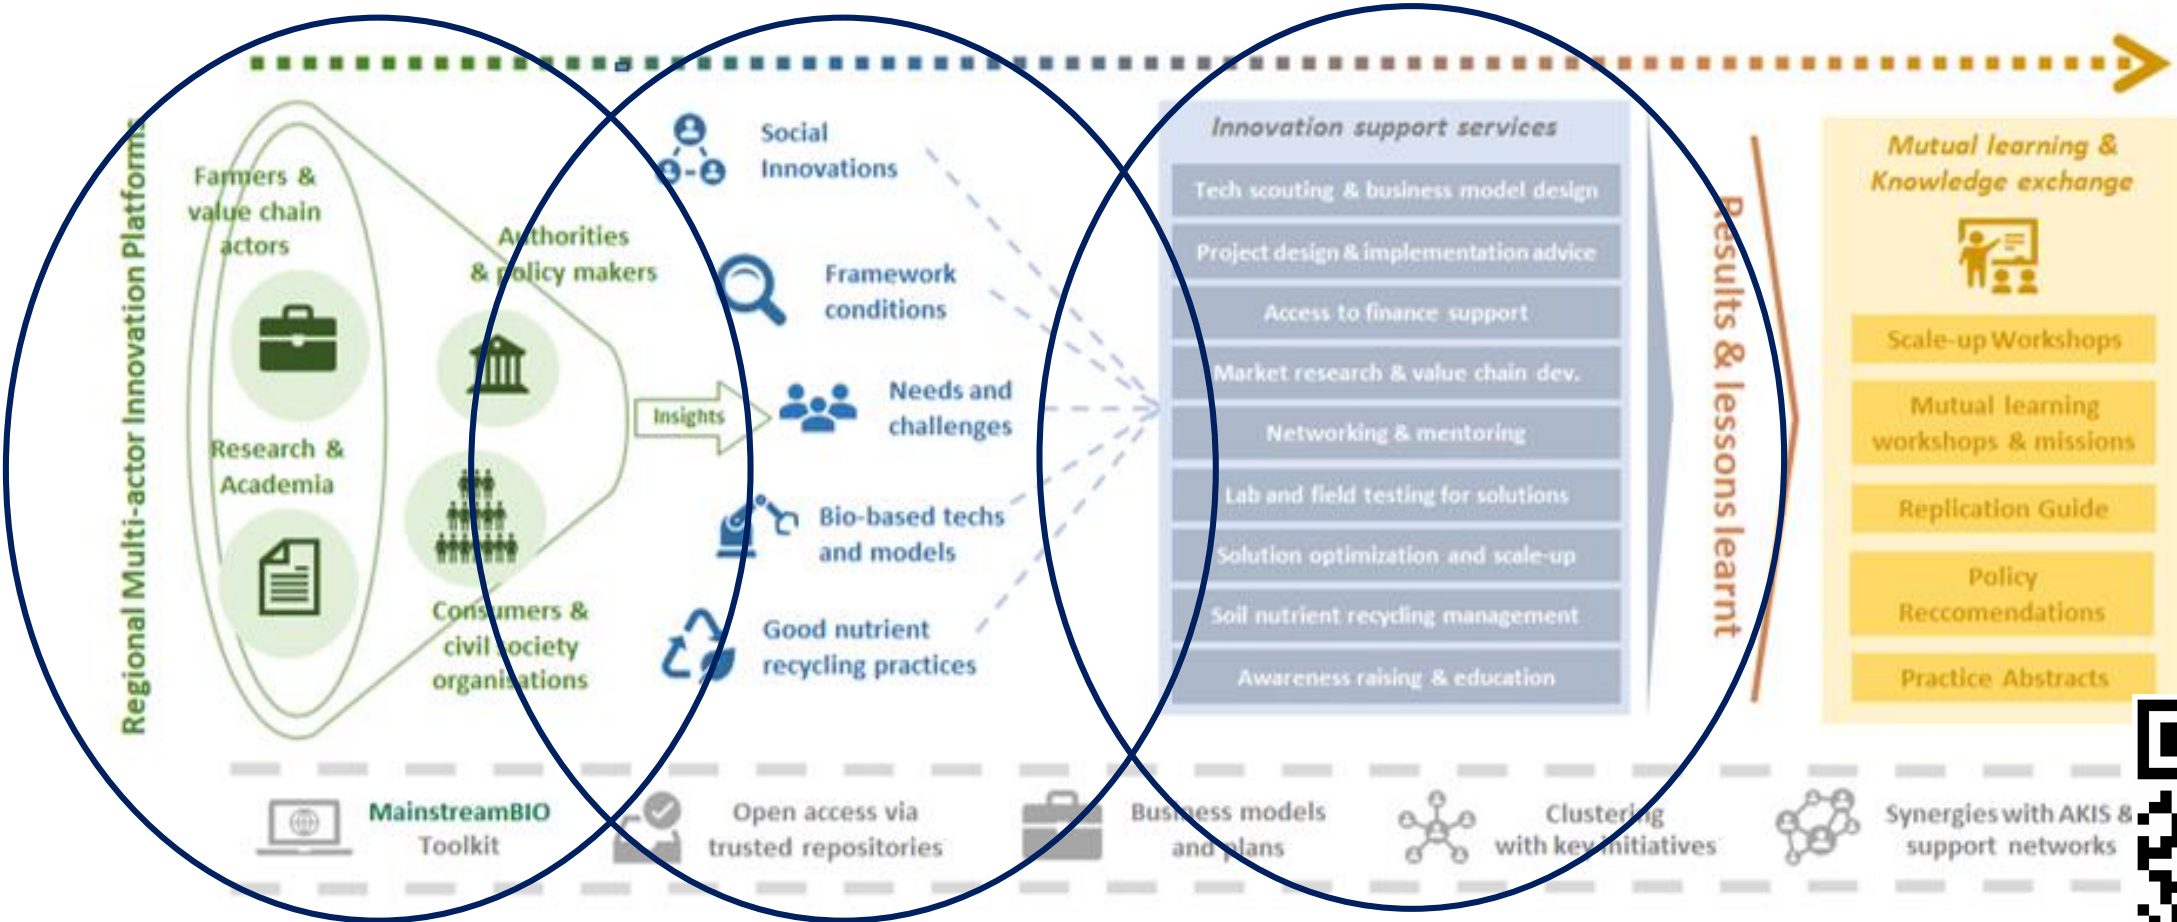 Regional Multi-actor Innovation Platforms
Farmers &
value chain
actors
Research &
Academia
Authorities
& policy makers
Consumers &
civil society
organisations
Insights
Social
Innovations
Framework
conditions
Needs and
challenges
Bio-based techs
and models
Good nutrient
recycling practices
Innovation support services
Tech scouting & business model design
Project design & implementation advice
Access to finance support
Market research & value chain dev.
Networking & mentoring
Lab and field testing for solutions
Solution optimization and scale-up
Soil nutrient recycling management
Awareness raising & education
Results & lessons learnt
Mutual learning &
Knowledge exchange
Scale-up Workshops
Mutual learning
workshops & missions
Replication Guide
Policy
Reccomendations
Practice Abstracts
MainstreamBIO
Toolkit
Open access via
trusted repositories
Business models
and plans
Clustering
with key initiatives
Synergies with AKIS &
support networks